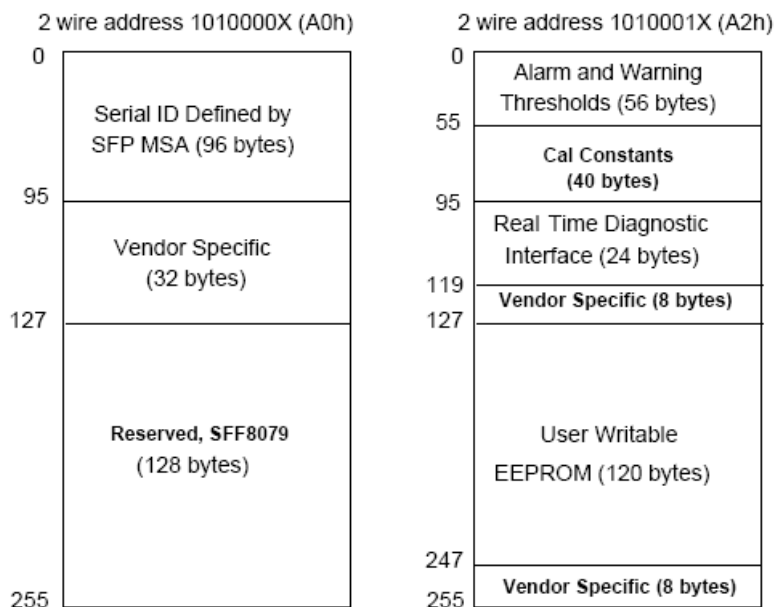 2 wire address 1010000X (A0h)
0
Serial ID Defined by
SFP MSA (96 bytes)
95
Vendor Specific
(32 bytes)
127
Reserved, SFF8079
(128 bytes)
255
2 wire address 1010001X (A2h)
0
Alarm and Warning
Thresholds (56 bytes)
55
Cal Constants
(40 bytes)
95
Real Time Diagnostic
Interface (24 bytes)
119
Vendor Specific (8 bytes)
127
User Writable
EEPROM (120 bytes)
247
Vendor Specific (8 bytes)
255